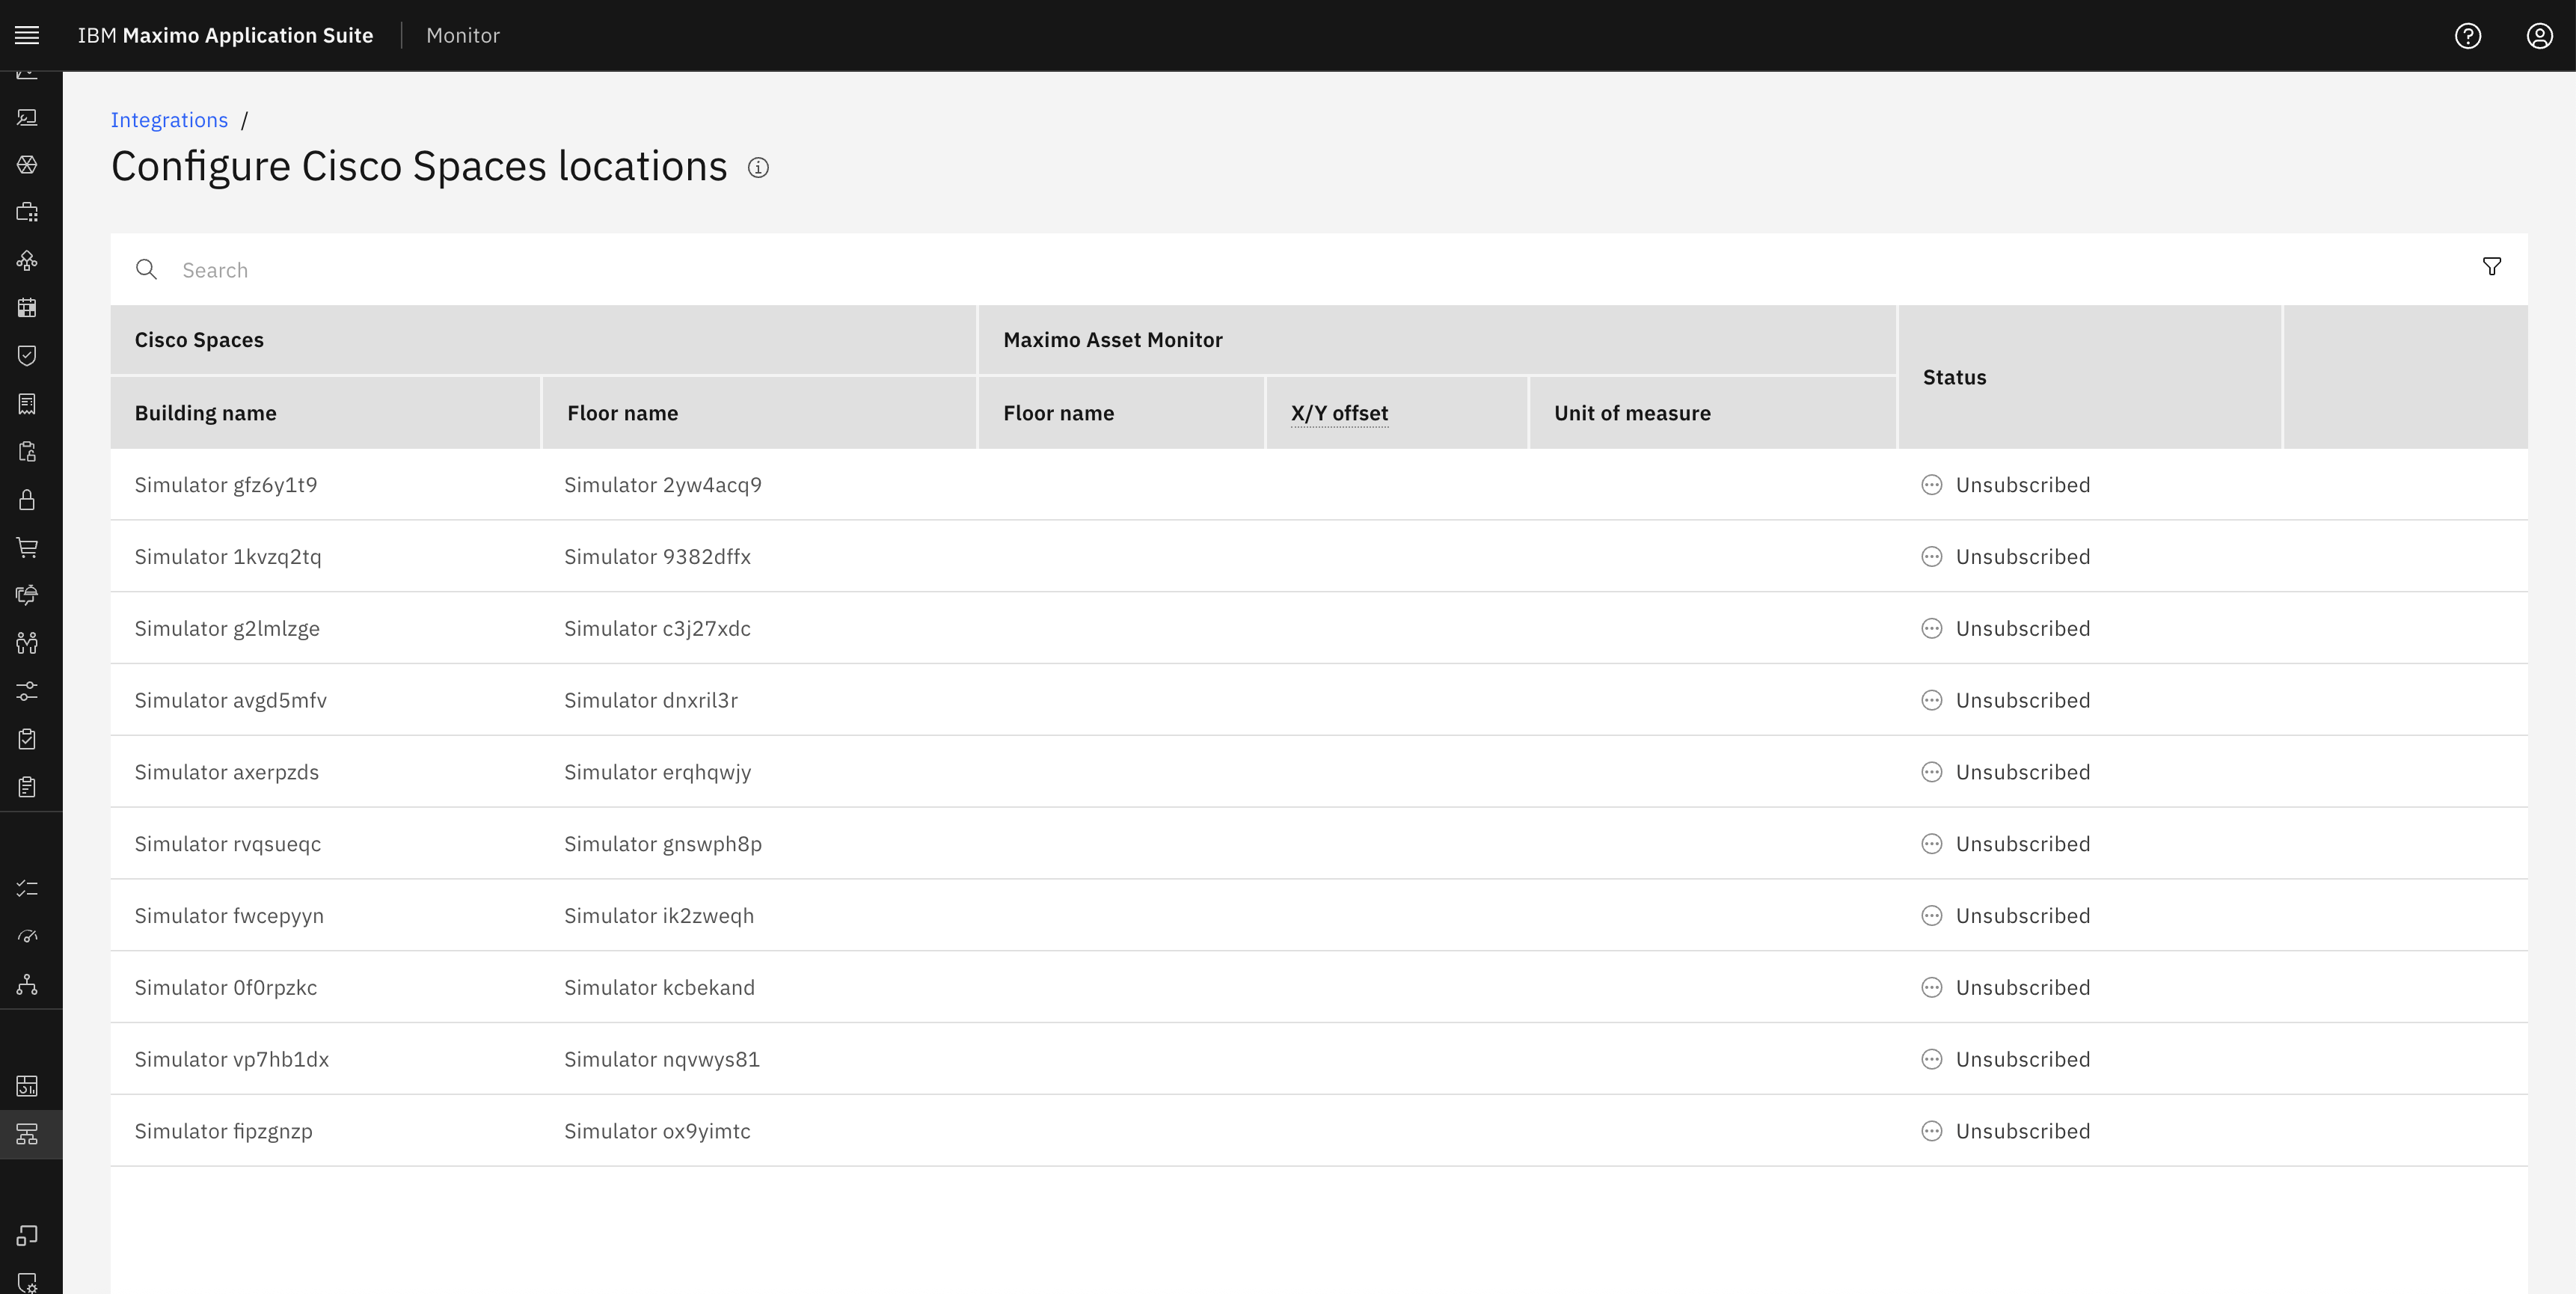 IBM Maximo Application Suite Monitor
Integrations /
Configure Cisco Spaces locations
Search
Cisco Spaces Maximo Asset Monitor Status
Building name Floor name Floor name X/Y offset Unit of measure
Simulator gfz6y1t9 Simulator 2yw4acq9 Unsubscribed
Simulator 1kvzq2tq Simulator 9382dffx Unsubscribed
Simulator g2lmlzge Simulator c3j27xdc Unsubscribed
Simulator avgd5mfv Simulator dnxril3r Unsubscribed
Simulator axerpzds Simulator erqhqwjy Unsubscribed
Simulator rvqsueqc Simulator gnswph8p Unsubscribed
Simulator fwcepyyn Simulator ik2zweqh Unsubscribed
Simulator 0f0rpzkc Simulator kcbekand Unsubscribed
Simulator vp7hb1dx Simulator nqvwys81 Unsubscribed
Simulator fipzgnzp Simulator ox9yimtc Unsubscribed